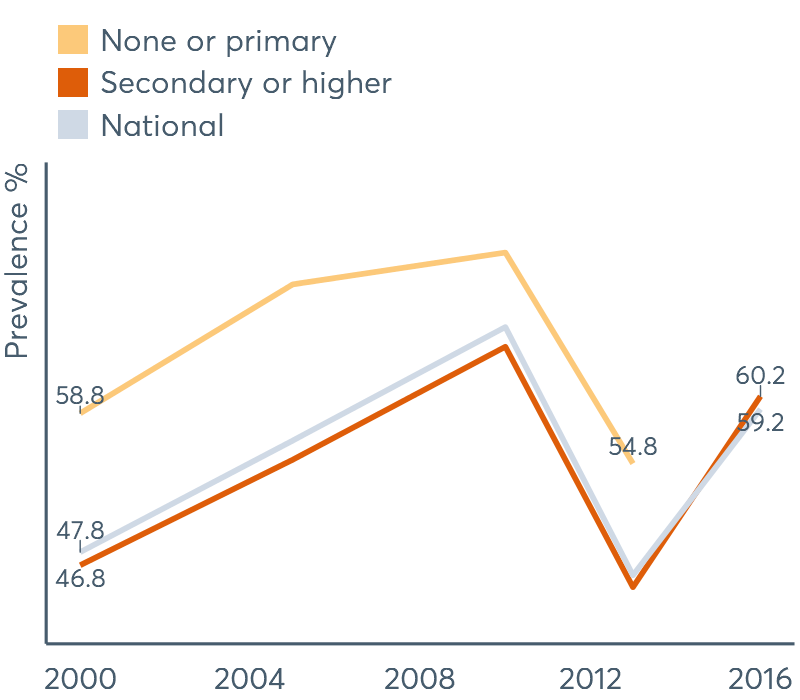 None or primary
Secondary or higher
National
Prevalence %
58.8
47.8
46.8
54.8
60.2
59.2
2000 2004 2008 2012 2016